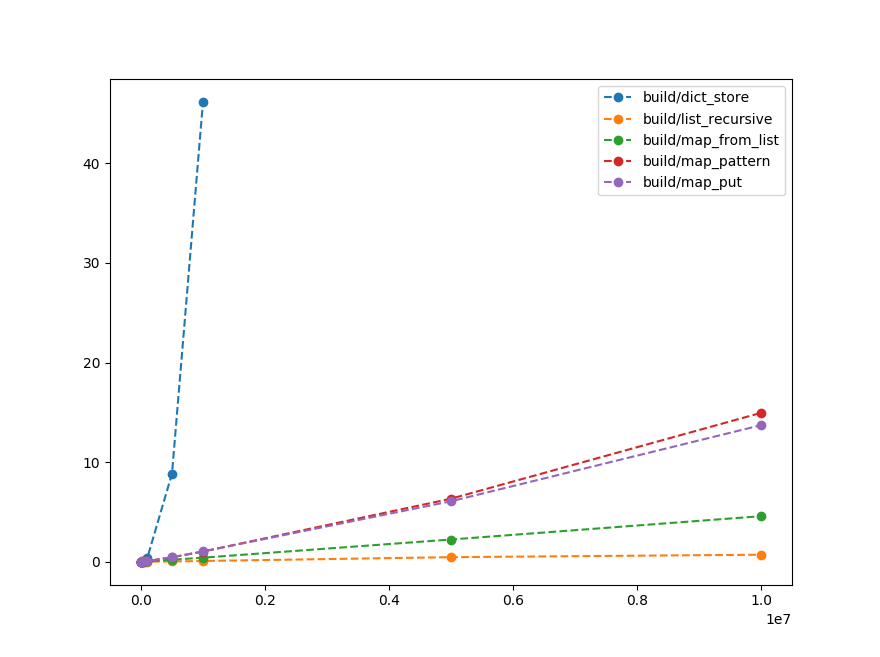 build/dict_store
build/list_recursive
build/map_from_list
build/map_pattern
build/map_put
40
30
20
10
0
0.0 0.2 0.4 0.6 0.8 1.0
1e7